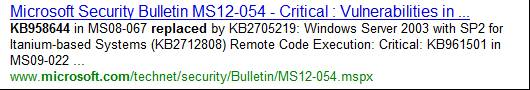 Microsoft Security Bulletin MS12-054 - Critical : Vulnerabilities in ...
KB958644 in MS08-067 replaced by KB2705219: Windows Server 2003 with SP2 for
Itanium-based Systems (KB2712808) Remote Code Execution: Critical: KB961501 in
MS09-022 ...
www.microsoft.com/technet/security/Bulletin/MS12-054.mspx